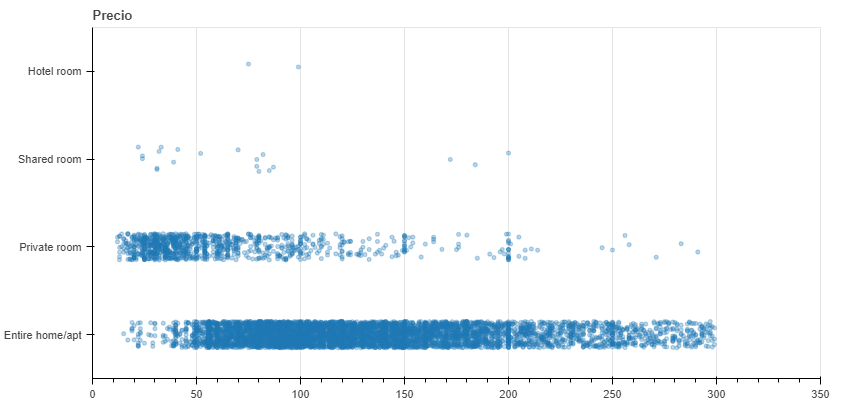 Precio
Hotel room
Shared room
Private room
Entire home/apt
0 50 100 150 200 250 300 350